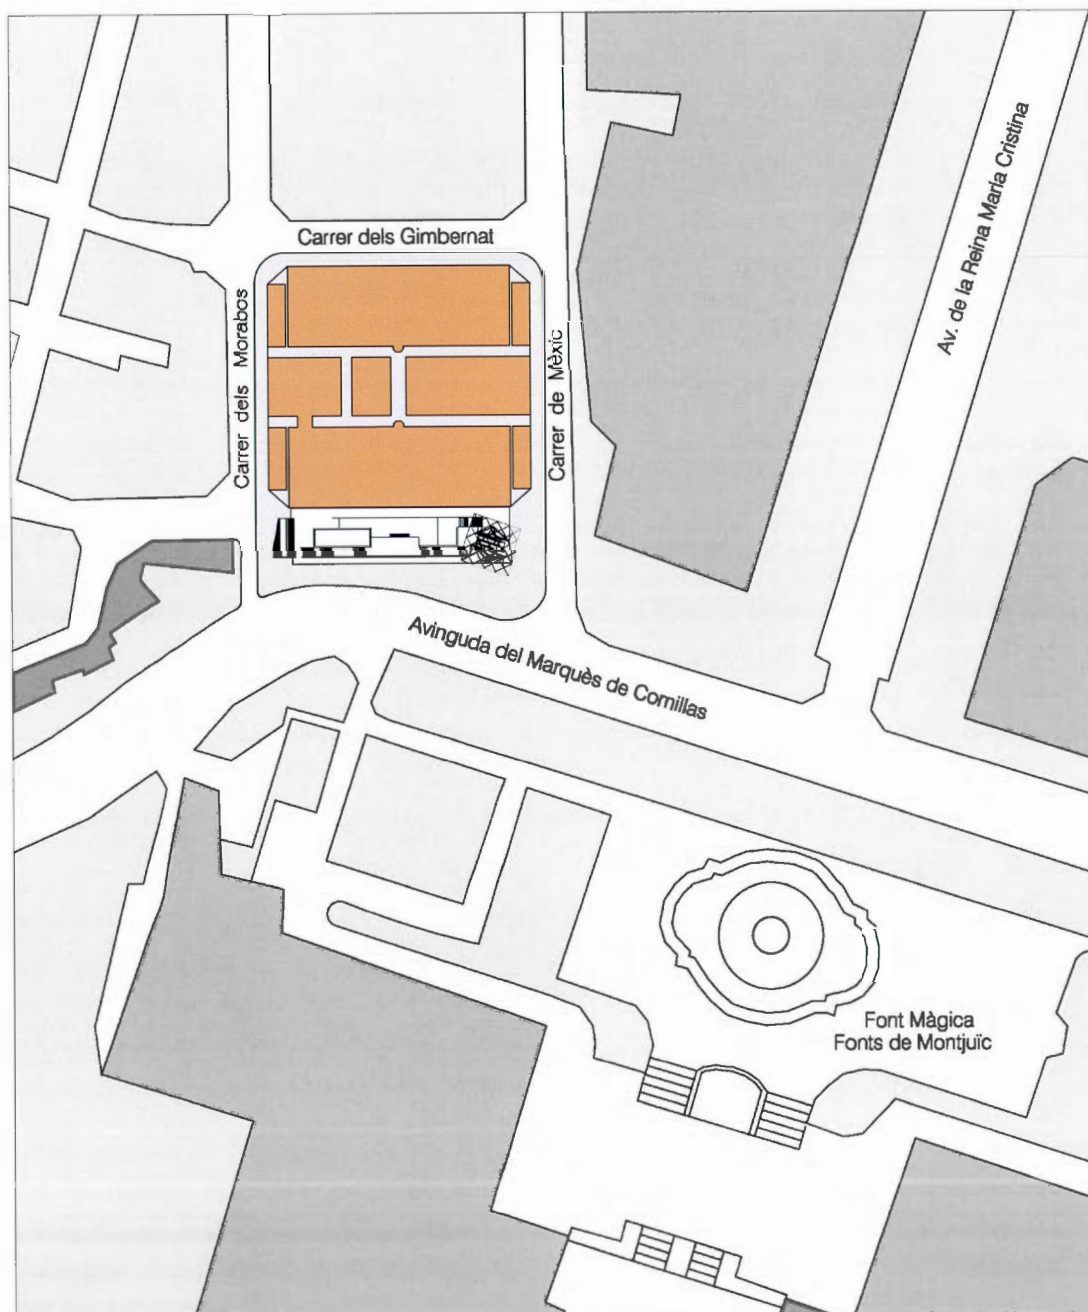 Carrer dels Gimbernat
Av. de la Reina Maria Cristina
Carrer dels Morabos
Carrer de Mèxic
Avinguda del Marquès de Comillas
Font Màgica
Fonts de Montjuïc